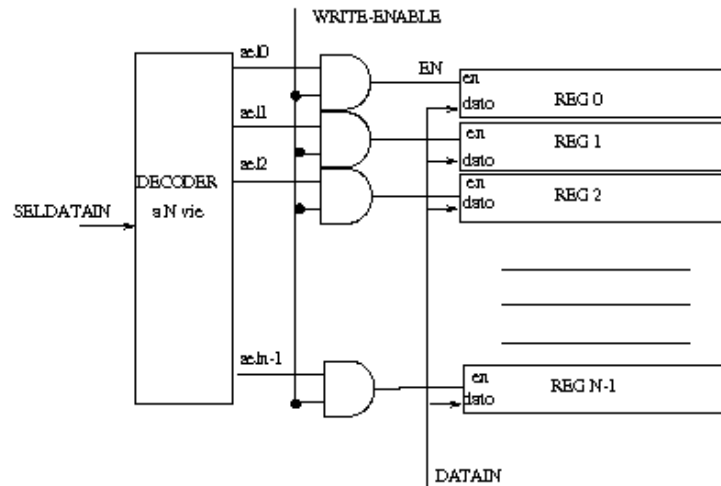 WRITE-ENABLE
sel0
EN
en
dato
REG 0
sel1
en
dato
REG 1
sel2
en
dato
REG 2
DECODER
a N vie
SELDATAIN
sel n-1
en
dato
REG N-1
DATAIN